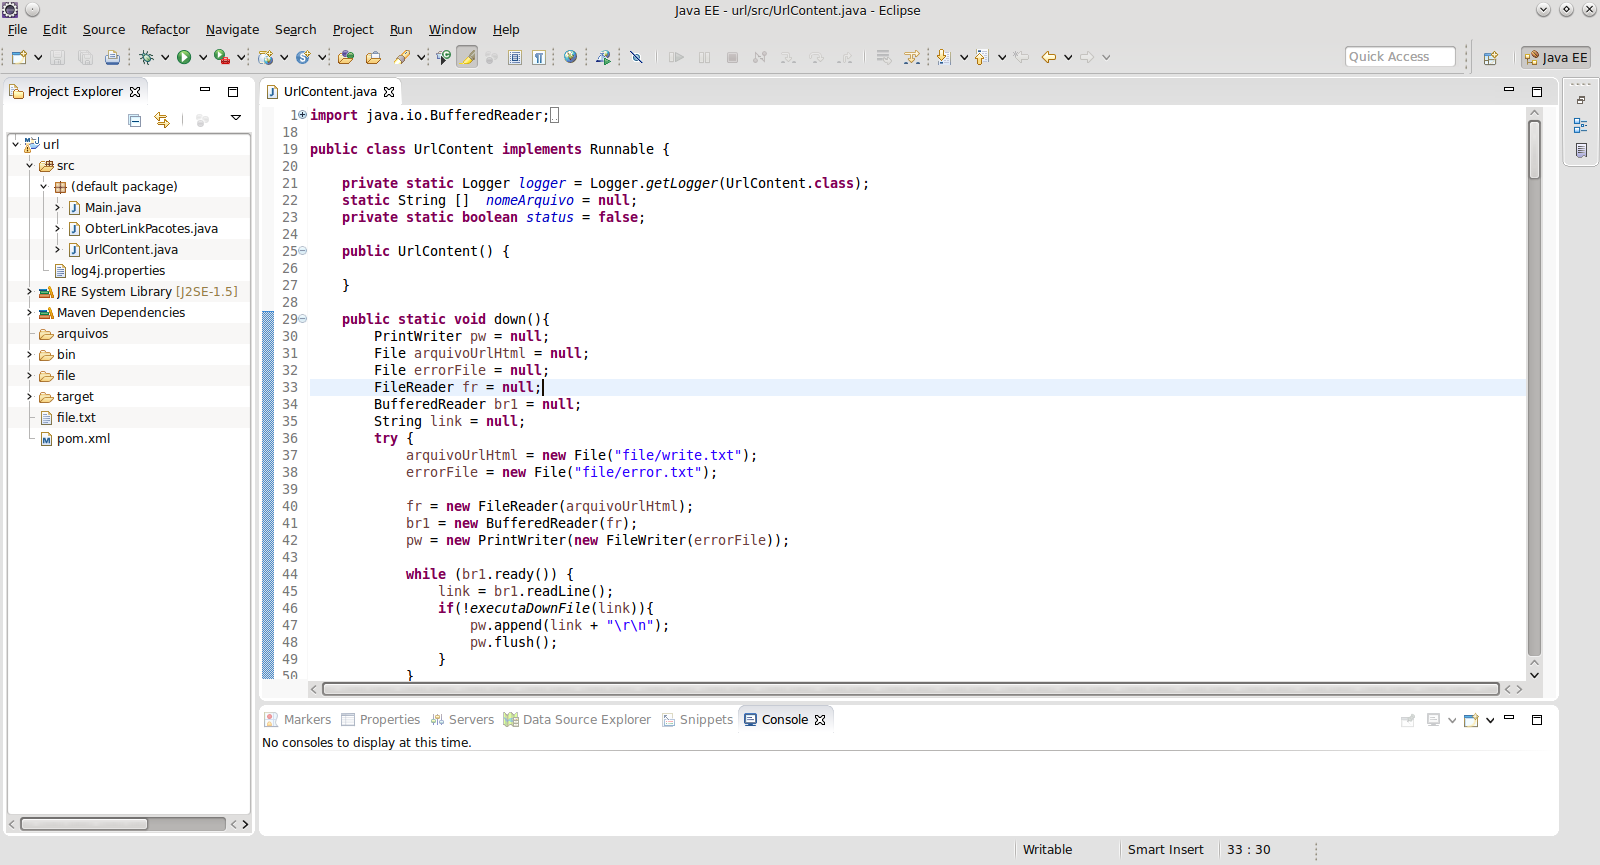 Java EE - url/src/UrlContent.java - Eclipse
File Edit Source Refactor Navigate Search Project Run Window Help
Quick Access
Java EE
Project Explorer
url
src
(default package)
Main.java
ObterLinkPacotes.java
UrlContent.java
log4j.properties
JRE System Library [J2SE-1.5]
Maven Dependencies
arquivos
bin
file
target
file.txt
pom.xml
UrlContent.java
1 import java.io.BufferedReader;
18
19 public class UrlContent implements Runnable {
20
21 private static Logger logger = Logger.getLogger(UrlContent.class);
22 static String []  nomeArquivo = null;
23 private static boolean status = false;
24
25 public UrlContent() {
26
27 }
28
29 public static void down(){
30 PrintWriter pw = null;
31 File arquivoUrlHtml = null;
32 File errorFile = null;
33 FileReader fr = null;
34 BufferedReader br1 = null;
35 String link = null;
36 try {
37 arquivoUrlHtml = new File("file/write.txt");
38 errorFile = new File("file/error.txt");
39
40 fr = new FileReader(arquivoUrlHtml);
41 br1 = new BufferedReader(fr);
42 pw = new PrintWriter(new FileWriter(errorFile));
43
44 while (br1.ready()) {
45 link = br1.readLine();
46 if(!executaDownFile(link)){
47 pw.append(link + "\r\n");
48 pw.flush();
49 }
50 }
Markers Properties Servers Data Source Explorer Snippets Console
No consoles to display at this time.
Writable Smart Insert 33 : 30